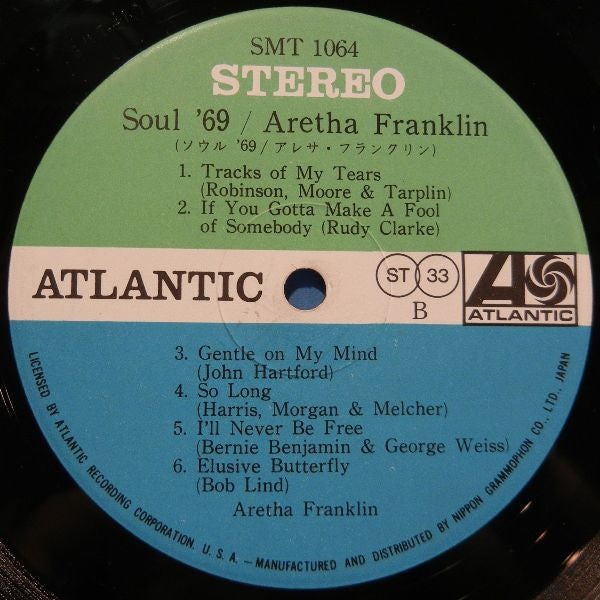 SMT 1064
STEREO
Soul '69 / Aretha Franklin
(ソウル '69 / アレサ・フランクリン)
1. Tracks of My Tears
(Robinson, Moore & Tarplin)
2. If You Gotta Make A Fool
of Somebody (Rudy Clarke)
ATLANTIC
ST 33
B
ATLANTIC
3. Gentle on My Mind
(John Hartford)
4. So Long
(Harris, Morgan & Melcher)
5. I'll Never Be Free
(Bernie Benjamin & George Weiss)
6. Elusive Butterfly
(Bob Lind)
Aretha Franklin
LICENSED BY ATLANTIC RECORDING CORPORATION. U. S. A. — MANUFACTURED AND DISTRIBUTED BY NIPPON GRAMMOPHON CO., LTD., JAPAN